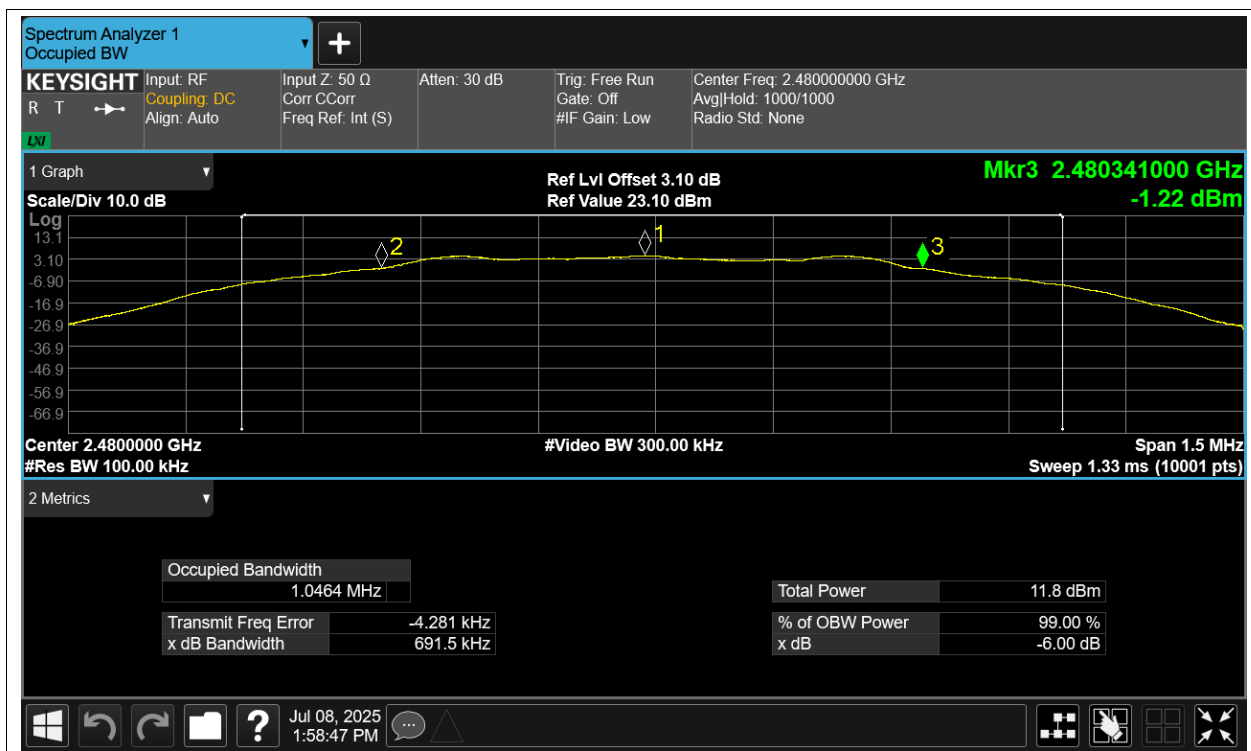 Spectrum Analyzer 1
Occupied BW
KEYSIGHT
R T
LXI
Input: RF
Coupling: DC
Align: Auto
Input Z: 50 Ω
Corr CCorr
Freq Ref: Int (S)
Atten: 30 dB
Trig: Free Run
Gate: Off
#IF Gain: Low
Center Freq: 2.480000000 GHz
Avg|Hold: 1000/1000
Radio Std: None
1 Graph
Scale/Div 10.0 dB
Ref Lvl Offset 3.10 dB
Ref Value 23.10 dBm
Mkr3 2.480341000 GHz
-1.22 dBm
Log
13.1
3.10
-6.90
-16.9
-26.9
-36.9
-46.9
-56.9
-66.9
2
1
3
Center 2.4800000 GHz
#Res BW 100.00 kHz
#Video BW 300.00 kHz
Span 1.5 MHz
Sweep 1.33 ms (10001 pts)
2 Metrics
Occupied Bandwidth
1.0464 MHz
Transmit Freq Error -4.281 kHz
x dB Bandwidth 691.5 kHz
Total Power 11.8 dBm
% of OBW Power 99.00 %
x dB -6.00 dB
?
Jul 08, 2025
1:58:47 PM